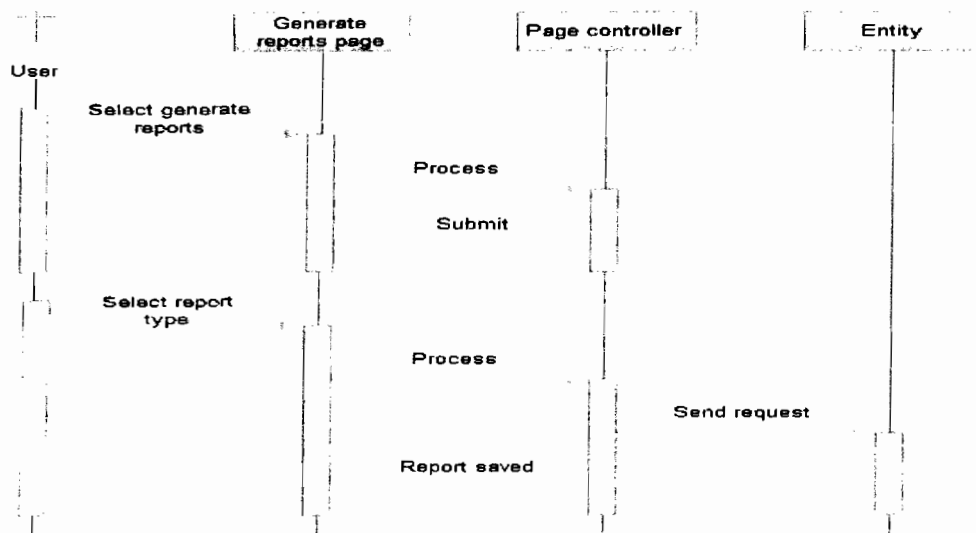 Generate
reports page
Page controller
Entity
User
Select generate
reports
Process
Submit
Select report
type
Process
Send request
Report saved